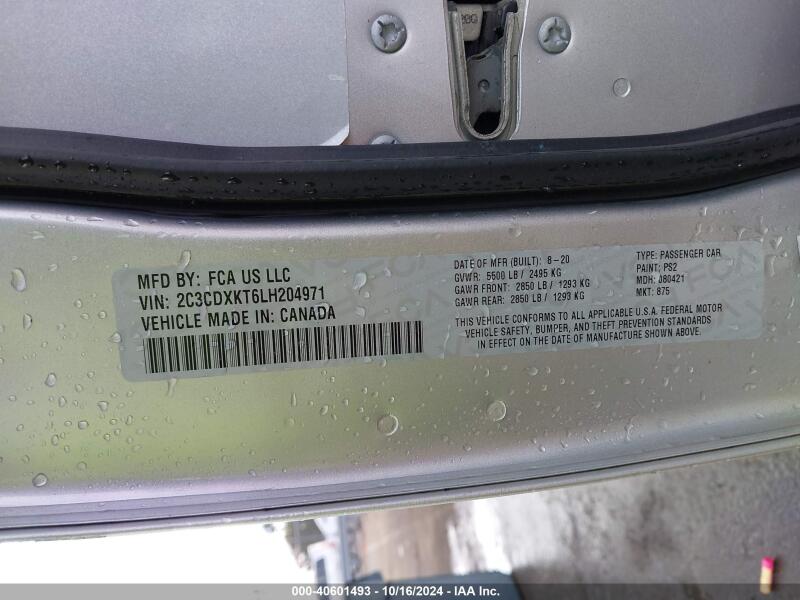 MFD BY: FCA US LLC
VIN: 2C3CDXKT6LH204971
VEHICLE MADE IN: CANADA
DATE OF MFR (BUILT): 8-20
GVWR: 5500 LB / 2495 KG
GAWR FRONT: 2850 LB / 1293 KG
GAWR REAR: 2850 LB / 1293 KG
TYPE: PASSENGER CAR
PAINT: PS2
MDH: 080421
MKT: 875
THIS VEHICLE CONFORMS TO ALL APPLICABLE U.S.A. FEDERAL MOTOR
VEHICLE SAFETY, BUMPER, AND THEFT PREVENTION STANDARDS
IN EFFECT ON THE DATE OF MANUFACTURE SHOWN ABOVE.
000-40601493 - 10/16/2024 - IAA Inc.